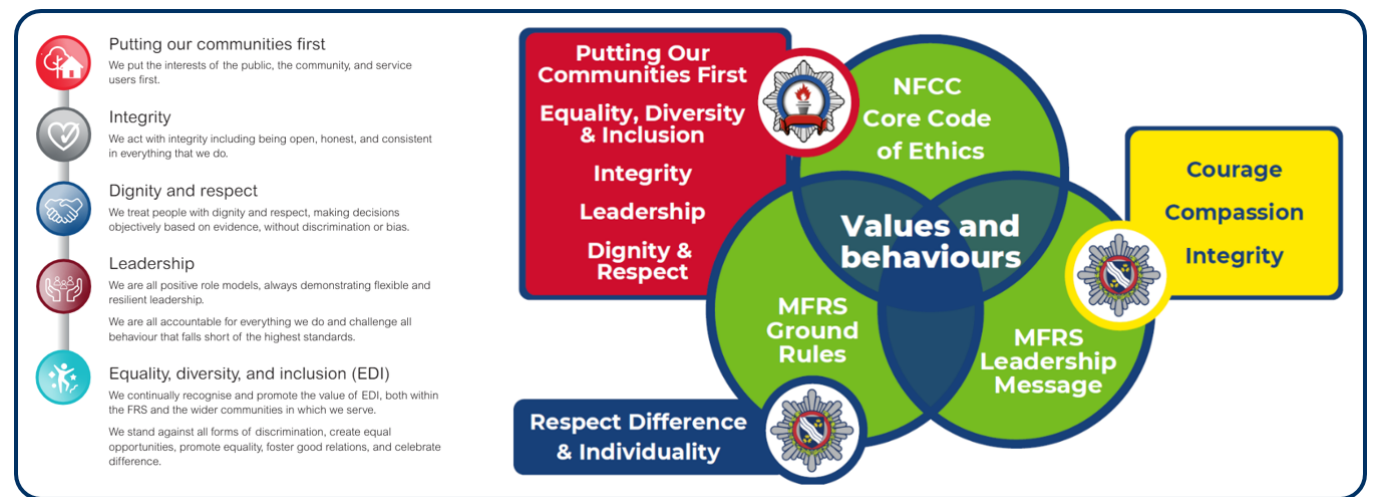 Putting our communities first
We put the interests of the public, the community, and service
users first.
Integrity
We act with integrity including being open, honest, and consistent
in everything that we do.
Dignity and respect
We treat people with dignity and respect, making decisions
objectively based on evidence, without discrimination or bias.
Leadership
We are all positive role models, always demonstrating flexible and
resilient leadership.
We are all accountable for everything we do and challenge all
behaviour that falls short of the highest standards.
Equality, diversity, and inclusion (EDI)
We continually recognise and promote the value of EDI, both within
the FRS and the wider communities in which we serve.
We stand against all forms of discrimination, create equal
opportunities, promote equality, foster good relations, and celebrate
difference.
Putting Our
Communities First
Equality, Diversity
& Inclusion
Integrity
Leadership
Dignity &
Respect
NFCC
Core Code
of Ethics
Values and
behaviours
MFRS
Ground
Rules
MFRS
Leadership
Message
Courage
Compassion
Integrity
Respect Difference
& Individuality